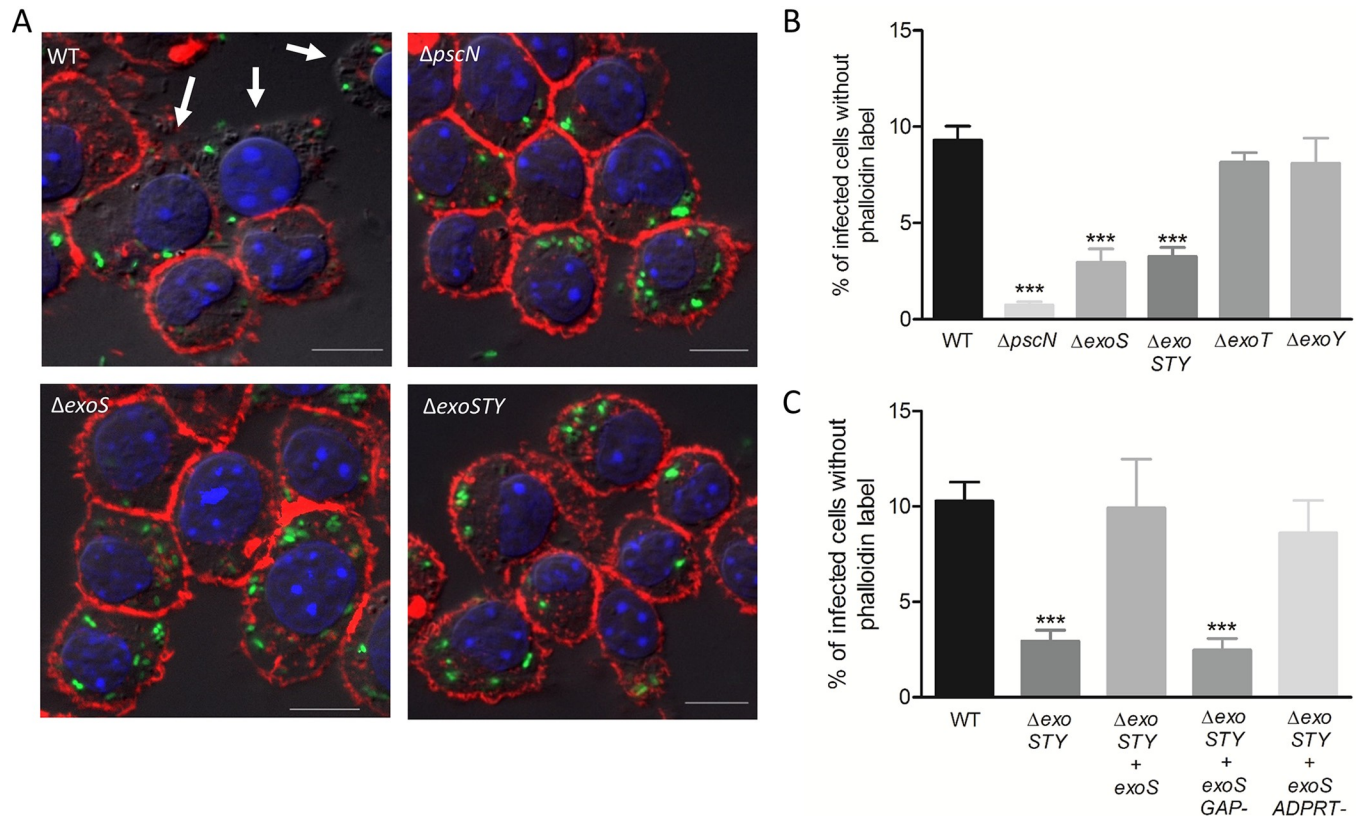 A
WT
ΔpscN
ΔexoS
ΔexoSTY
B
% of infected cells without
phalloidin label
15
10
5
0
***
***
***
WT
ΔpscN
ΔexoS
Δexo
STY
ΔexoT
ΔexoY
C
% of infected cells without
phalloidin label
15
10
5
0
***
***
WT
Δexo
STY
Δexo
STY
+
exoS
Δexo
STY
+
exoS
GAP-
Δexo
STY
+
exoS
ADPRT-